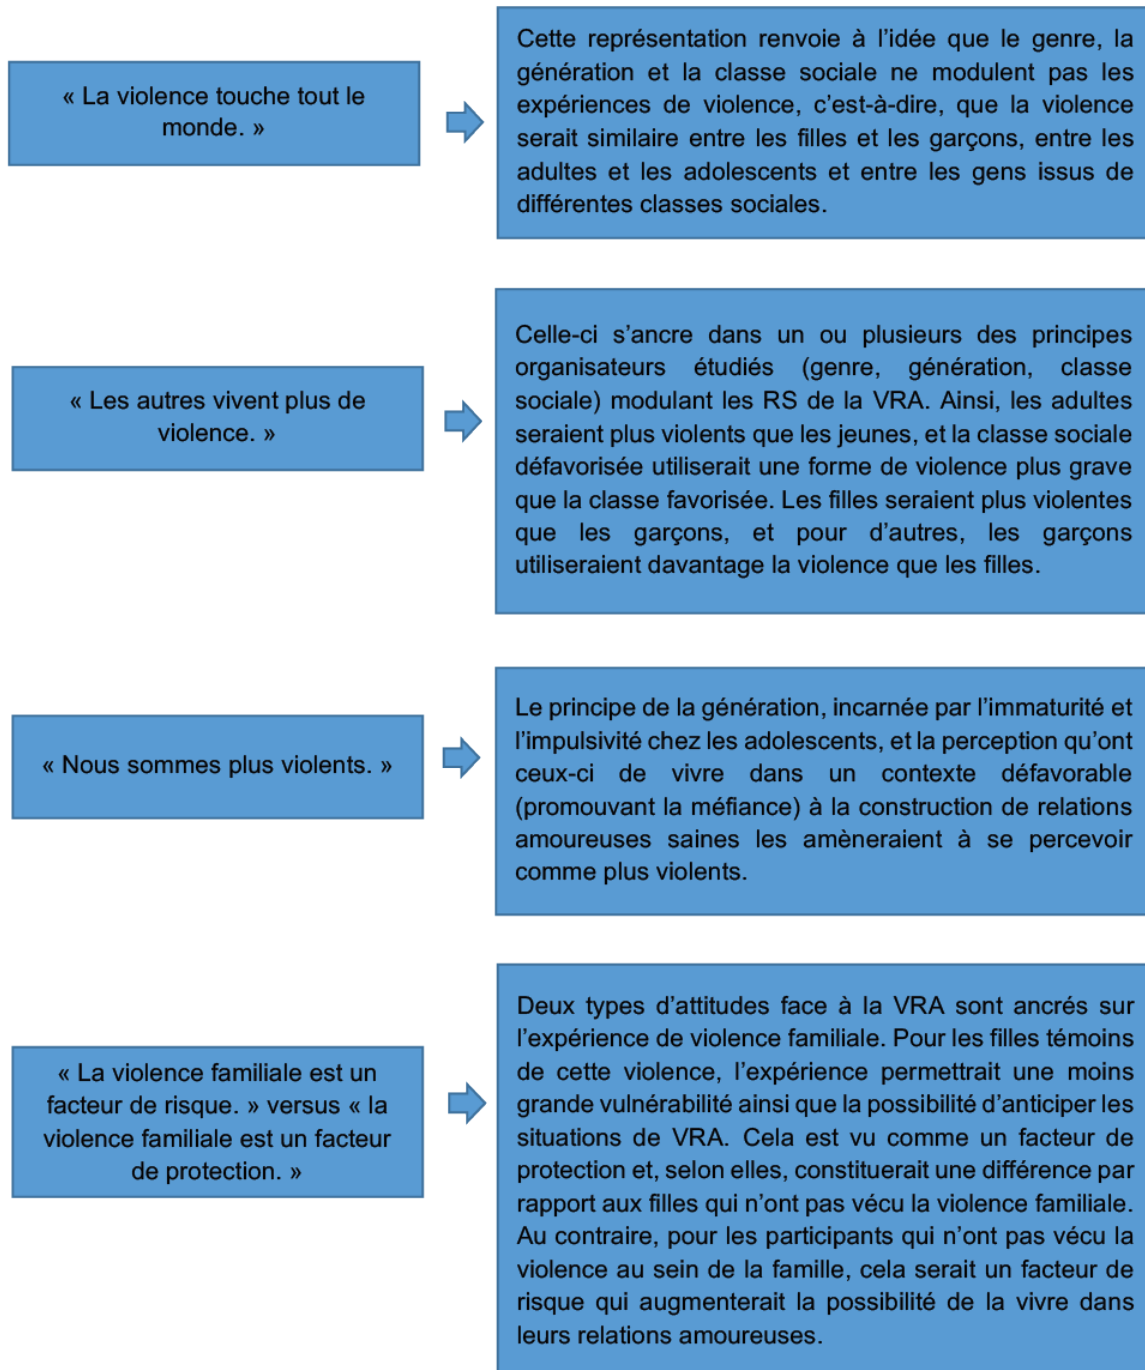 « La violence touche tout le
monde. »
Cette représentation renvoie à l’idée que le genre, la
génération et la classe sociale ne modulent pas les
expériences de violence, c’est-à-dire, que la violence
serait similaire entre les filles et les garçons, entre les
adultes et les adolescents et entre les gens issus de
différentes classes sociales.
« Les autres vivent plus de
violence. »
Celle-ci s’ancre dans un ou plusieurs des principes
organisateurs étudiés (genre, génération, classe
sociale) modulant les RS de la VRA. Ainsi, les adultes
seraient plus violents que les jeunes, et la classe sociale
défavorisée utiliserait une forme de violence plus grave
que la classe favorisée. Les filles seraient plus violentes
que les garçons, et pour d’autres, les garçons
utiliseraient davantage la violence que les filles.
« Nous sommes plus violents. »
Le principe de la génération, incarnée par l’immaturité et
l’impulsivité chez les adolescents, et la perception qu’ont
ceux-ci de vivre dans un contexte défavorable
(promouvant la méfiance) à la construction de relations
amoureuses saines les amèneraient à se percevoir
comme plus violents.
« La violence familiale est un
facteur de risque. » versus « la
violence familiale est un facteur
de protection. »
Deux types d’attitudes face à la VRA sont ancrés sur
l’expérience de violence familiale. Pour les filles témoins
de cette violence, l’expérience permettrait une moins
grande vulnérabilité ainsi que la possibilité d’anticiper les
situations de VRA. Cela est vu comme un facteur de
protection et, selon elles, constituerait une différence par
rapport aux filles qui n’ont pas vécu la violence familiale.
Au contraire, pour les participants qui n’ont pas vécu la
violence au sein de la famille, cela serait un facteur de
risque qui augmenterait la possibilité de la vivre dans
leurs relations amoureuses.